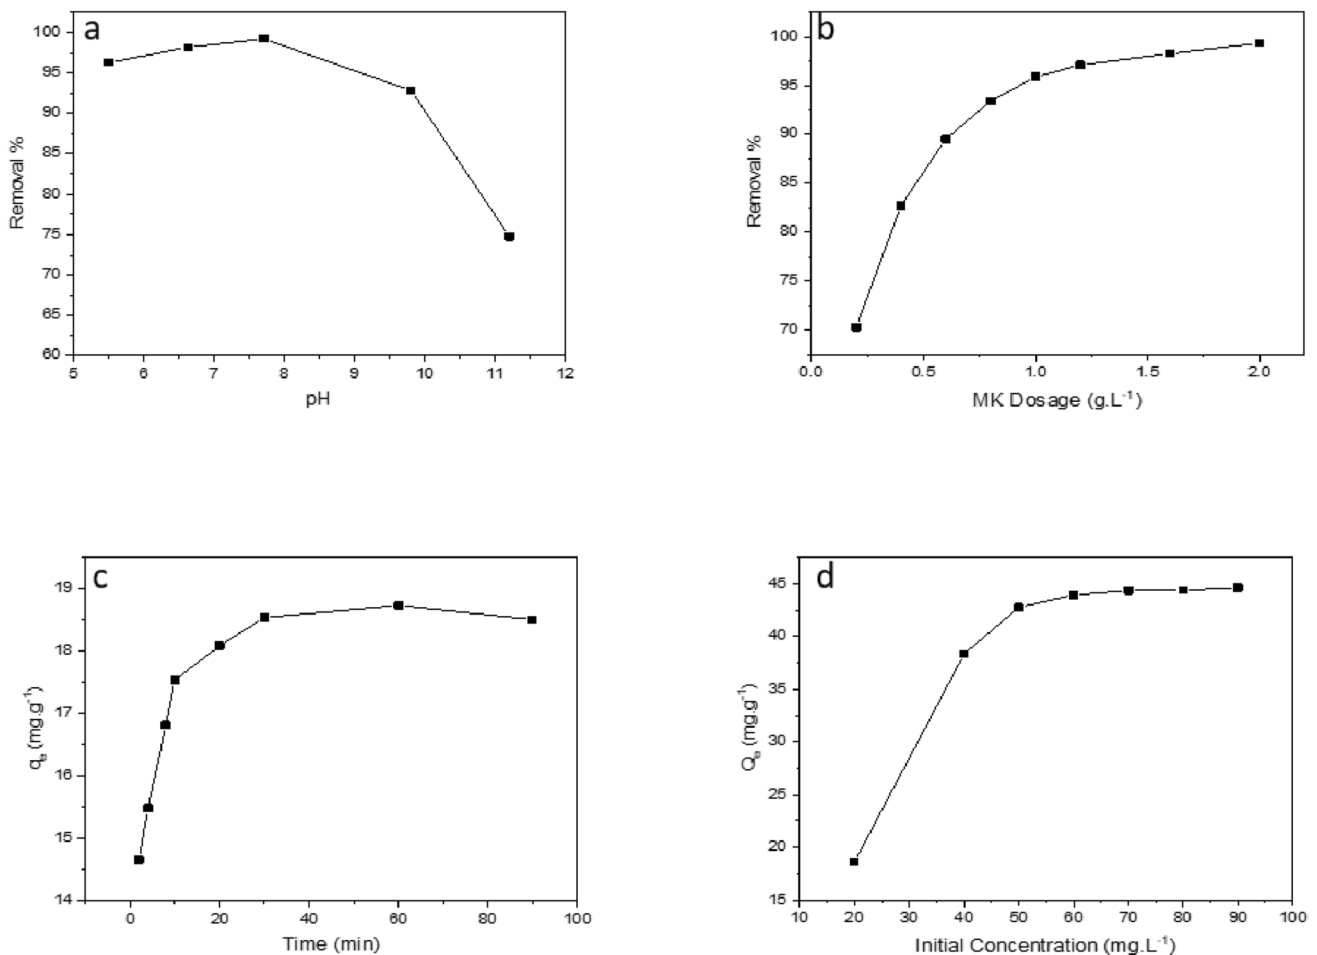 a
100
95
90
85
80
75
70
65
60
Removal %
5 6 7 8 9 10 11 12
pH
b
100
95
90
85
80
75
70
Removal %
0.0 0.5 1.0 1.5 2.0
MK Dosage (g.L⁻¹)
c
19
18
17
16
15
14
qₑ (mg.g⁻¹)
0 20 40 60 80 100
Time (min)
d
45
40
35
30
25
20
15
Qₑ (mg.g⁻¹)
10 20 30 40 50 60 70 80 90 100
Initial Concentration (mg.L⁻¹)